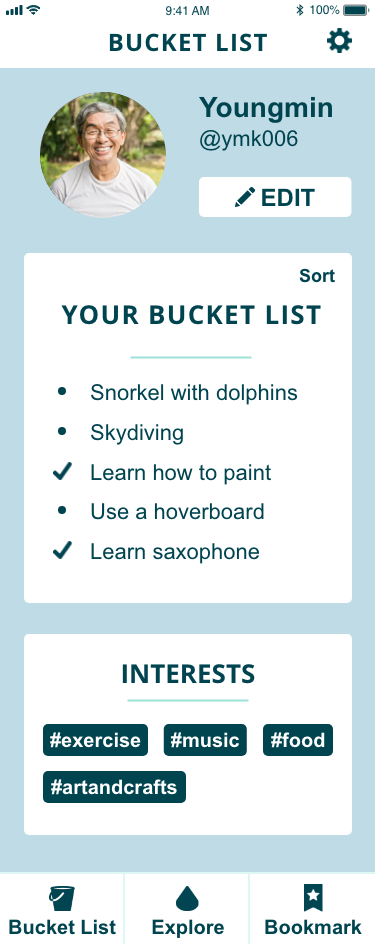 9:41 AM 100%
BUCKET LIST
Youngmin
@ymk006
EDIT
Sort
YOUR BUCKET LIST
Snorkel with dolphins
Skydiving
Learn how to paint
Use a hoverboard
Learn saxophone
INTERESTS
#exercise #music #food
#artandcrafts
Bucket List Explore Bookmark